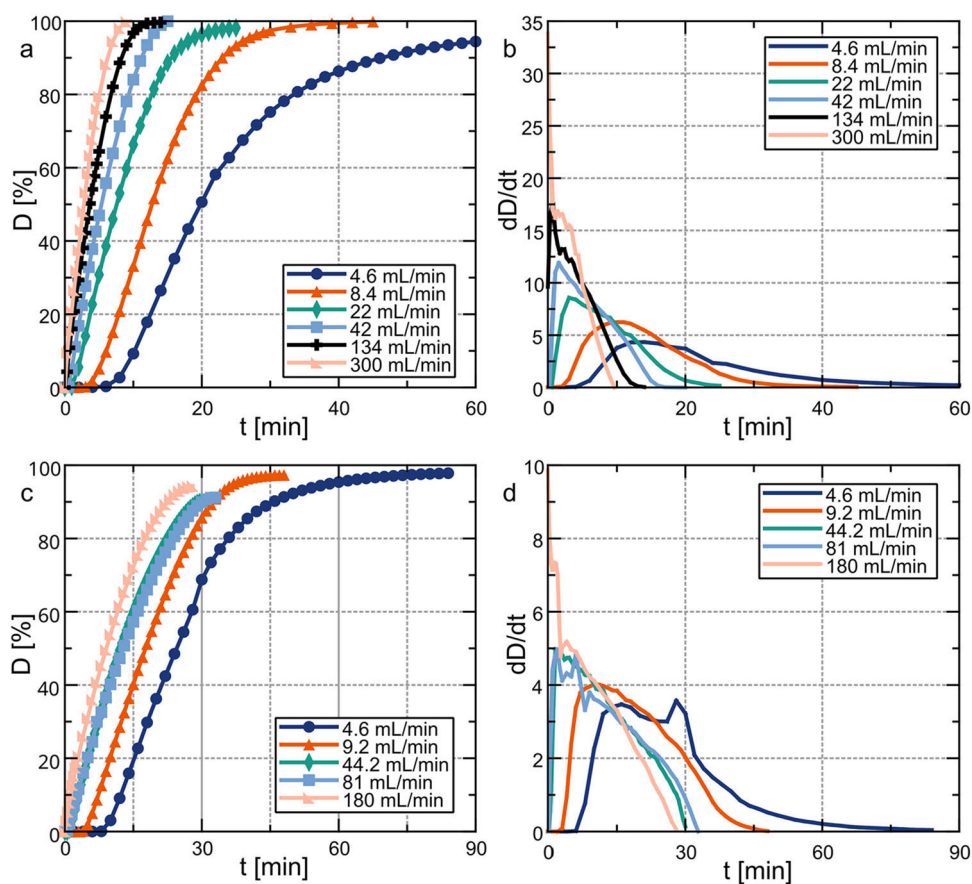 a
D [%]
100
80
60
40
20
0
0
20
40
60
t [min]
4.6 mL/min
8.4 mL/min
22 mL/min
42 mL/min
134 mL/min
300 mL/min
b
dD/dt
35
30
25
20
15
10
5
0
0
20
40
60
t [min]
4.6 mL/min
8.4 mL/min
22 mL/min
42 mL/min
134 mL/min
300 mL/min
c
D [%]
100
80
60
40
20
0
0
30
60
90
t [min]
4.6 mL/min
9.2 mL/min
44.2 mL/min
81 mL/min
180 mL/min
d
dD/dt
10
8
6
4
2
0
0
30
60
90
t [min]
4.6 mL/min
9.2 mL/min
44.2 mL/min
81 mL/min
180 mL/min